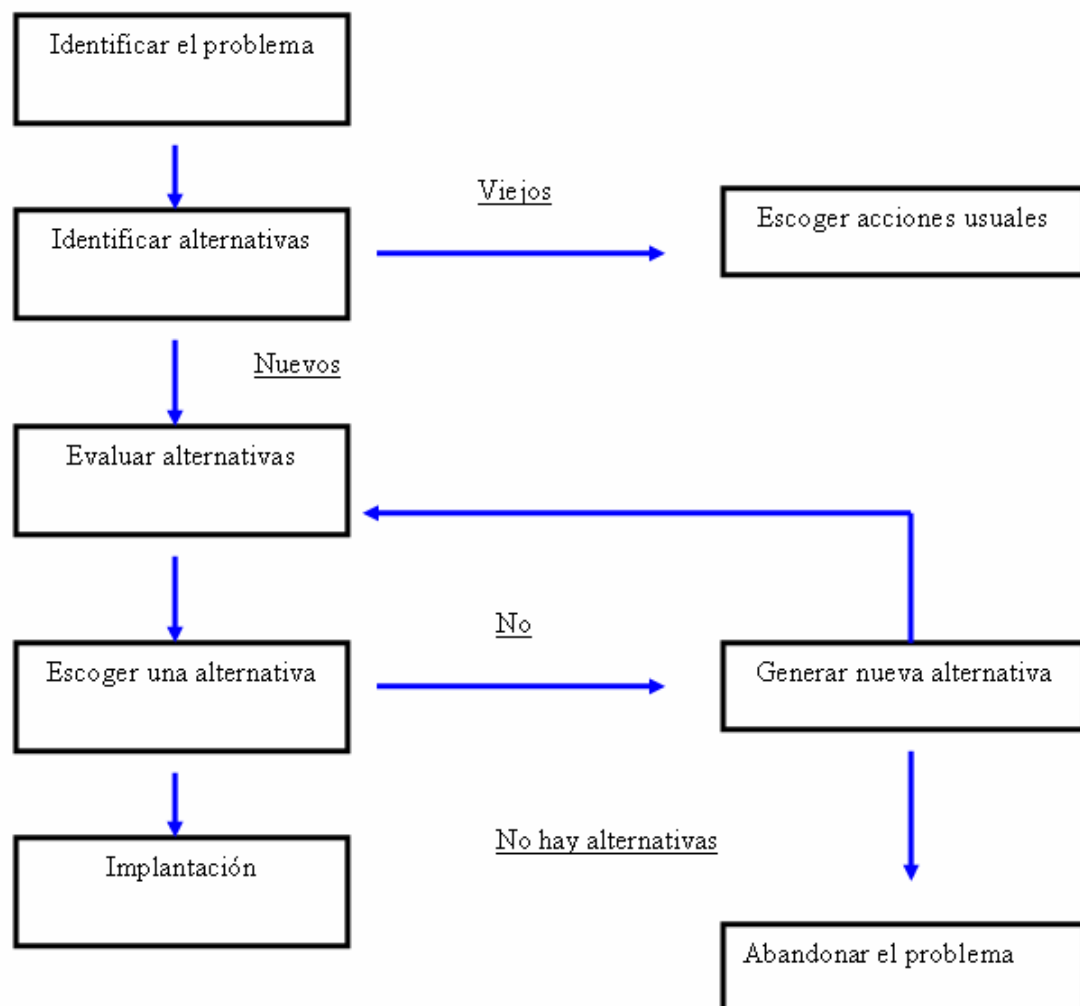 Identificar el problema
Viejos
Identificar alternativas
Escoger acciones usuales
Nuevos
Evaluar alternativas
No
Escoger una alternativa
Generar nueva alternativa
No hay alternativas
Implantación
Abandonar el problema